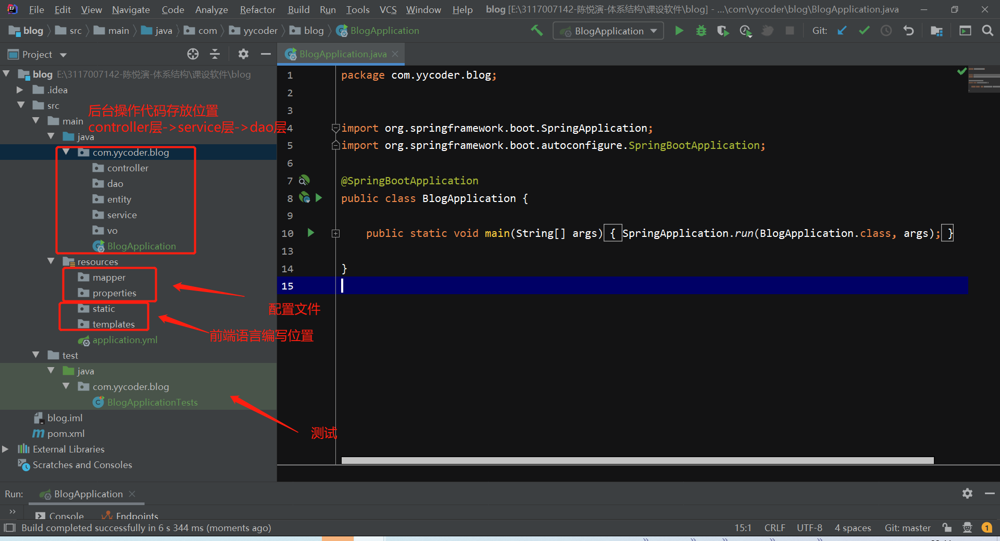 File Edit View Navigate Code Analyze Refactor Build Run Tools VCS Window Help blog [E:\3117007142-陈悦演-体系结构\课设软件\blog] - ...\com\yycoder\blog\BlogApplication.java
blog src main java com yycoder blog BlogApplication
BlogApplication Git:
Project
BlogApplication.java
blog E:\3117007142-陈悦演-体系结构\课设软件\blog
.idea
src
后台操作代码存放位置
main
controller层->service层->dao层
java
com.yycoder.blog
controller
dao
entity
service
vo
BlogApplication
resources
mapper
properties
配置文件
static
templates
前端语言编写位置
application.yml
test
java
com.yycoder.blog
BlogApplicationTests
测试
blog.iml
pom.xml
External Libraries
Scratches and Consoles
1 package com.yycoder.blog;
2
3
4 import org.springframework.boot.SpringApplication;
5 import org.springframework.boot.autoconfigure.SpringBootApplication;
6
7 @SpringBootApplication
8 public class BlogApplication {
9
10 public static void main(String[] args) { SpringApplication.run(BlogApplication.class, args); }
13
14 }
15
Run: BlogApplication
» Console Endpoints
Build completed successfully in 6 s 344 ms (moments ago) 15:1 CRLF UTF-8 4 spaces Git: master 1